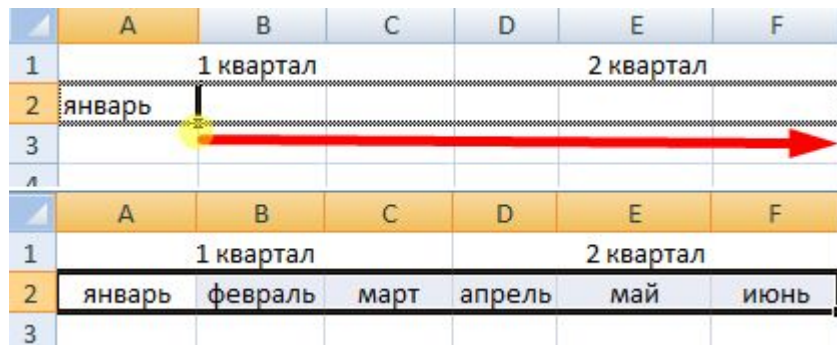 A B C D E F
1 1 квартал 2 квартал
2 январь
3
4
A B C D E F
1 1 квартал 2 квартал
2 январь февраль март апрель май июнь
3